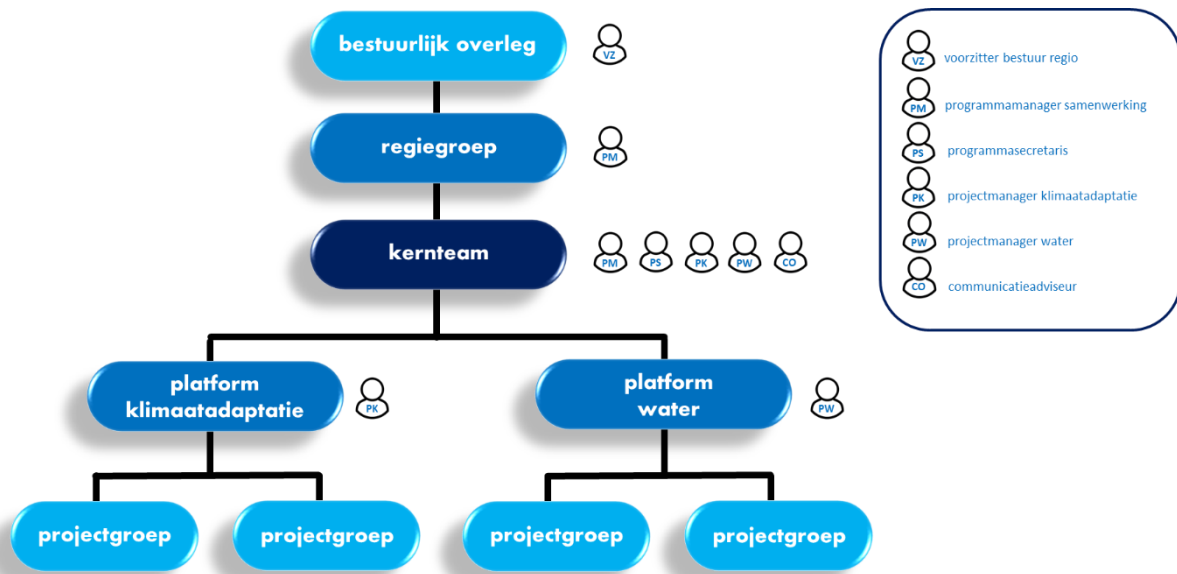 bestuurlijk overleg
VZ
regiegroep
PM
kernteam
PM PS PK PW CO
platform
klimaatadaptatie
PK
platform
water
PW
projectgroep
projectgroep
projectgroep
projectgroep
VZ voorzitter bestuur regio
PM programmamanager samenwerking
PS programmasecretaris
PK projectmanager klimaatadaptatie
PW projectmanager water
CO communicatieadviseur